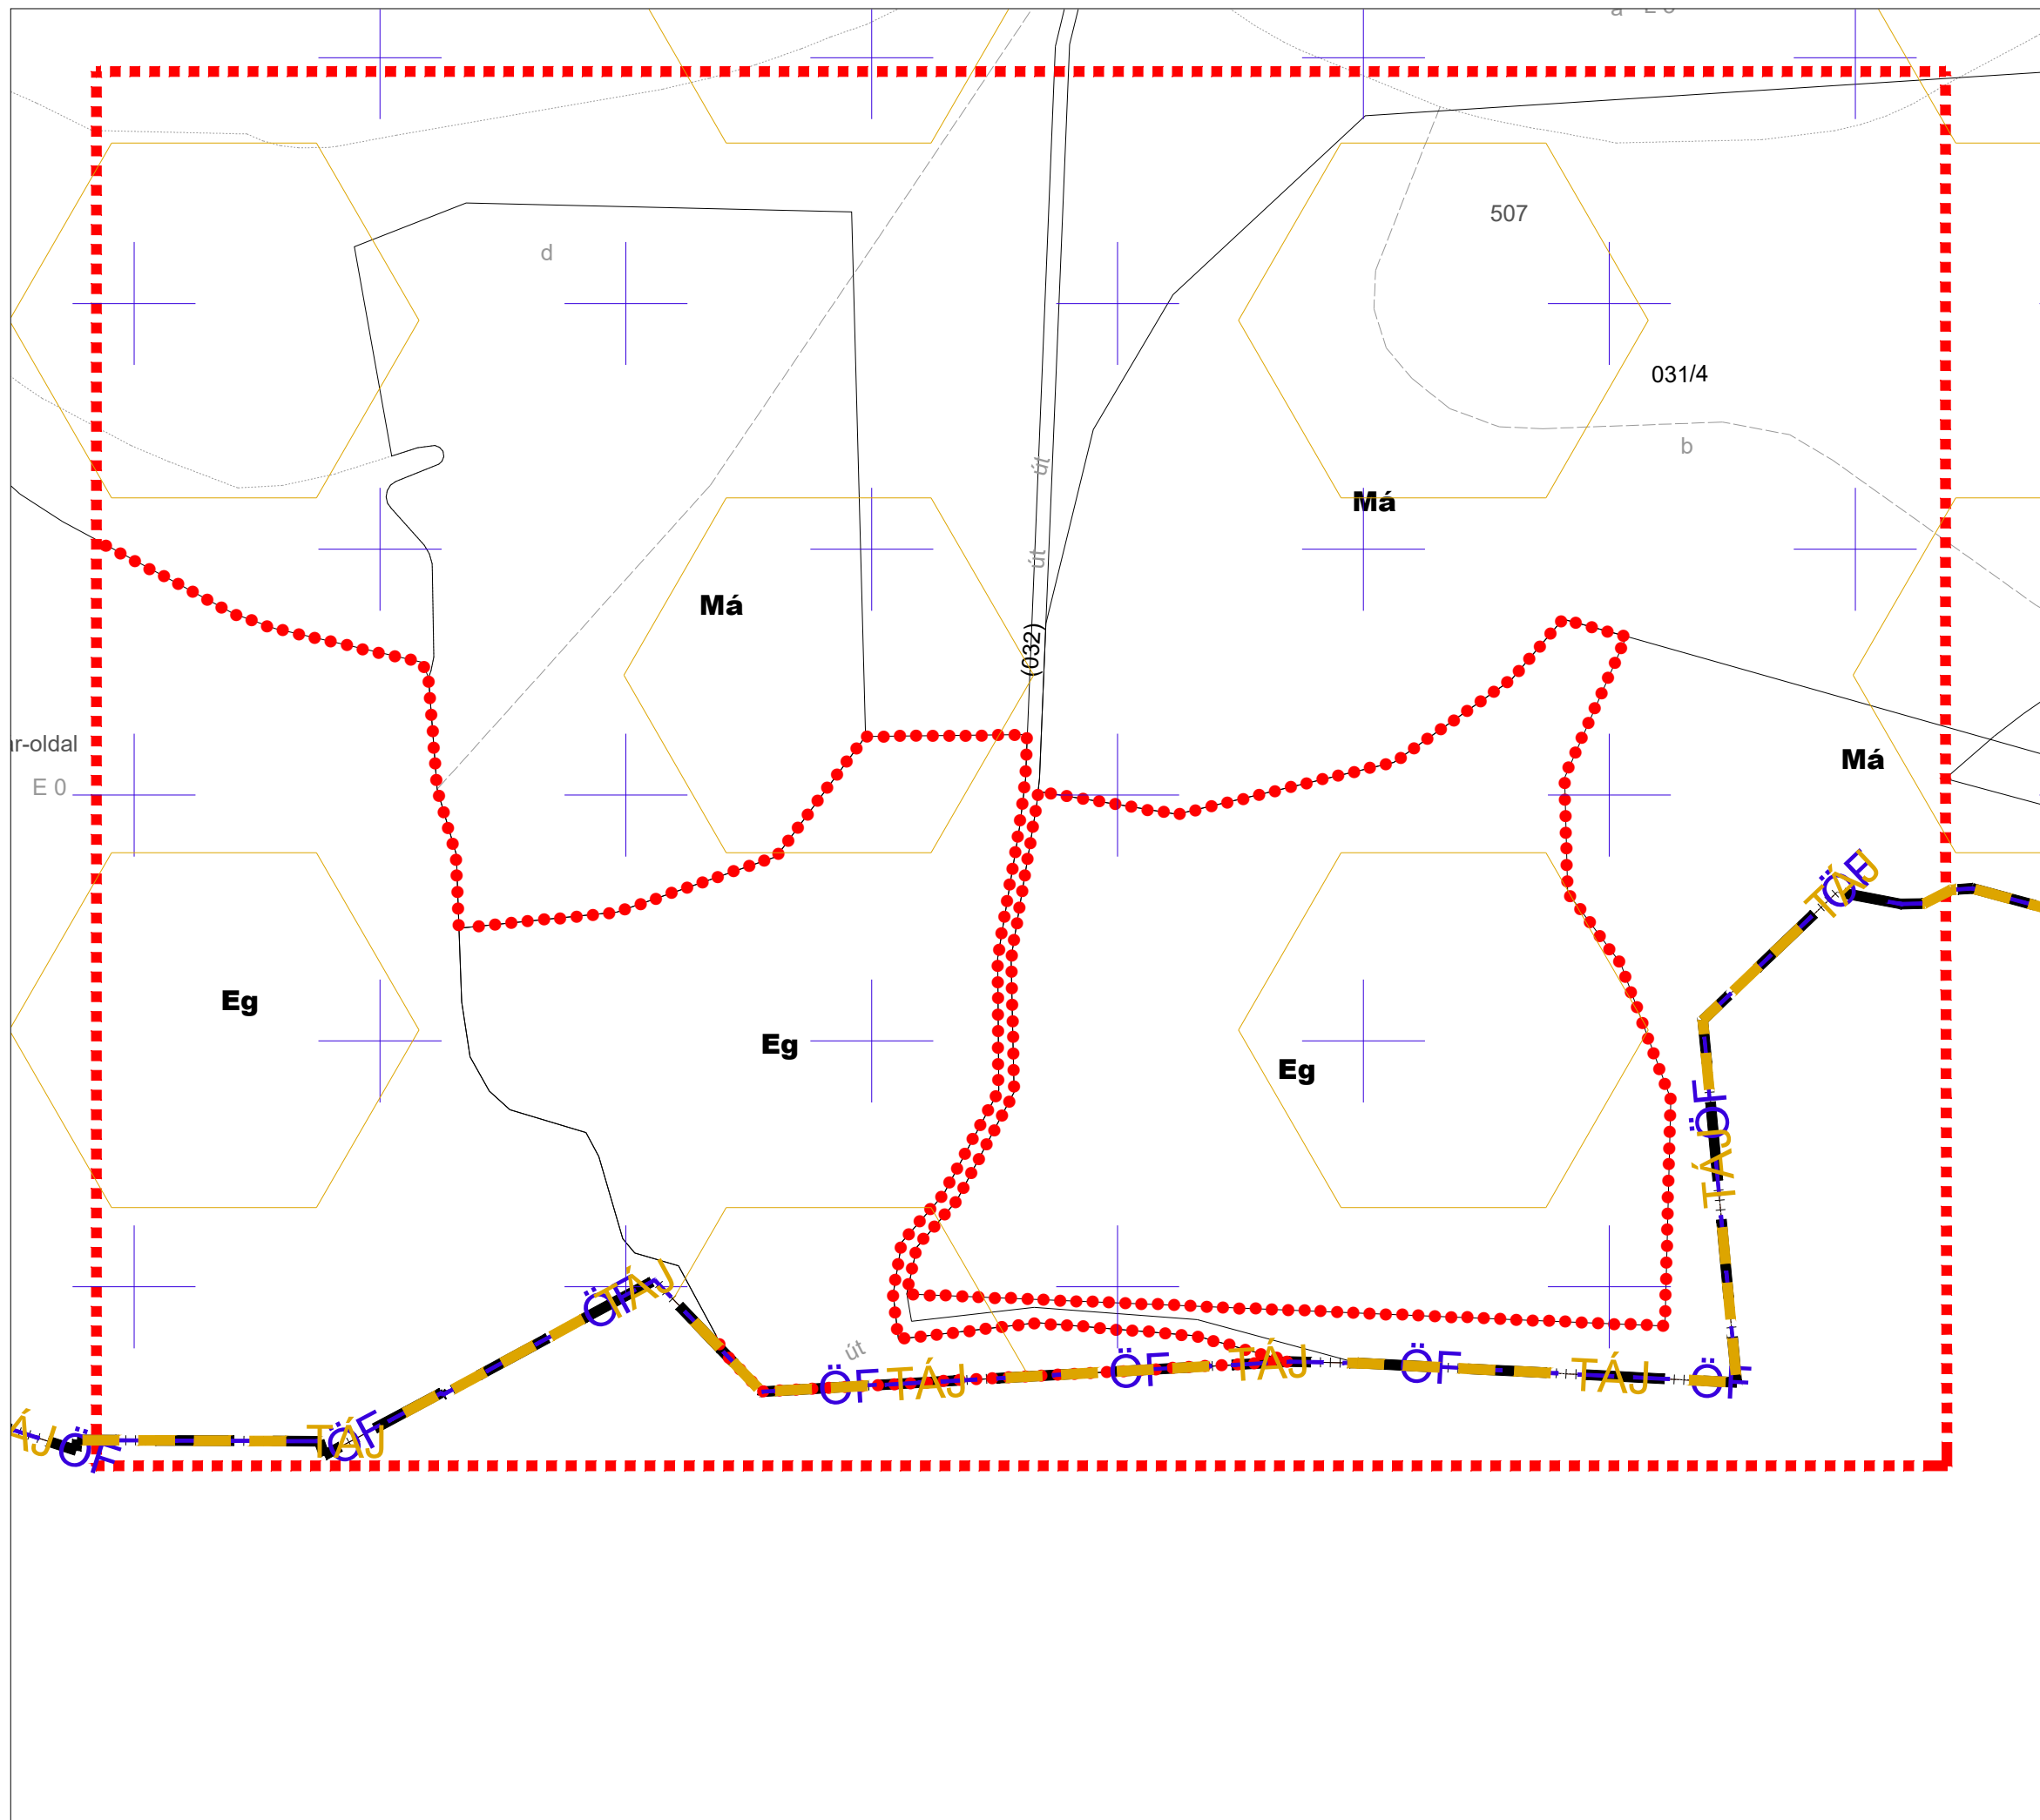 507
d
031/4
b
út
Má
út
Má
(032)
r-oldal
Má
E 0
TÁJ
ÖF
Eg
Eg
Eg
ÖF
TÁJ
ÖF
TÁJ
út
TÁJ
ÖF
ÖF
TÁJ
ÖF
TÁJ
ÖF
ÁJ
ÖF
TÁJ
ÖF